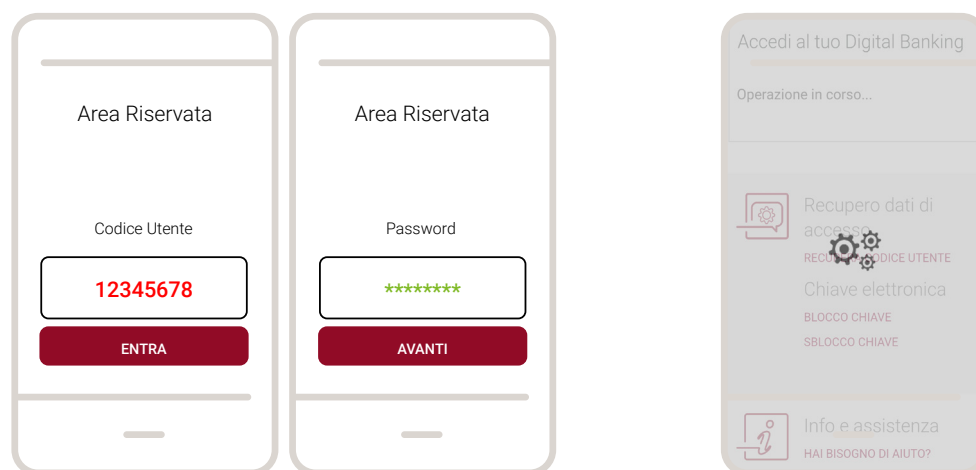 Area Riservata
Codice Utente
12345678
ENTRA
Area Riservata
Password
********
AVANTI
Accedi al tuo Digital Banking
Operazione in corso...
Recupero dati di
accesso
RECUPERA CODICE UTENTE
Chiave elettronica
BLOCCO CHIAVE
SBLOCCO CHIAVE
Info e assistenza
HAI BISOGNO DI AIUTO?